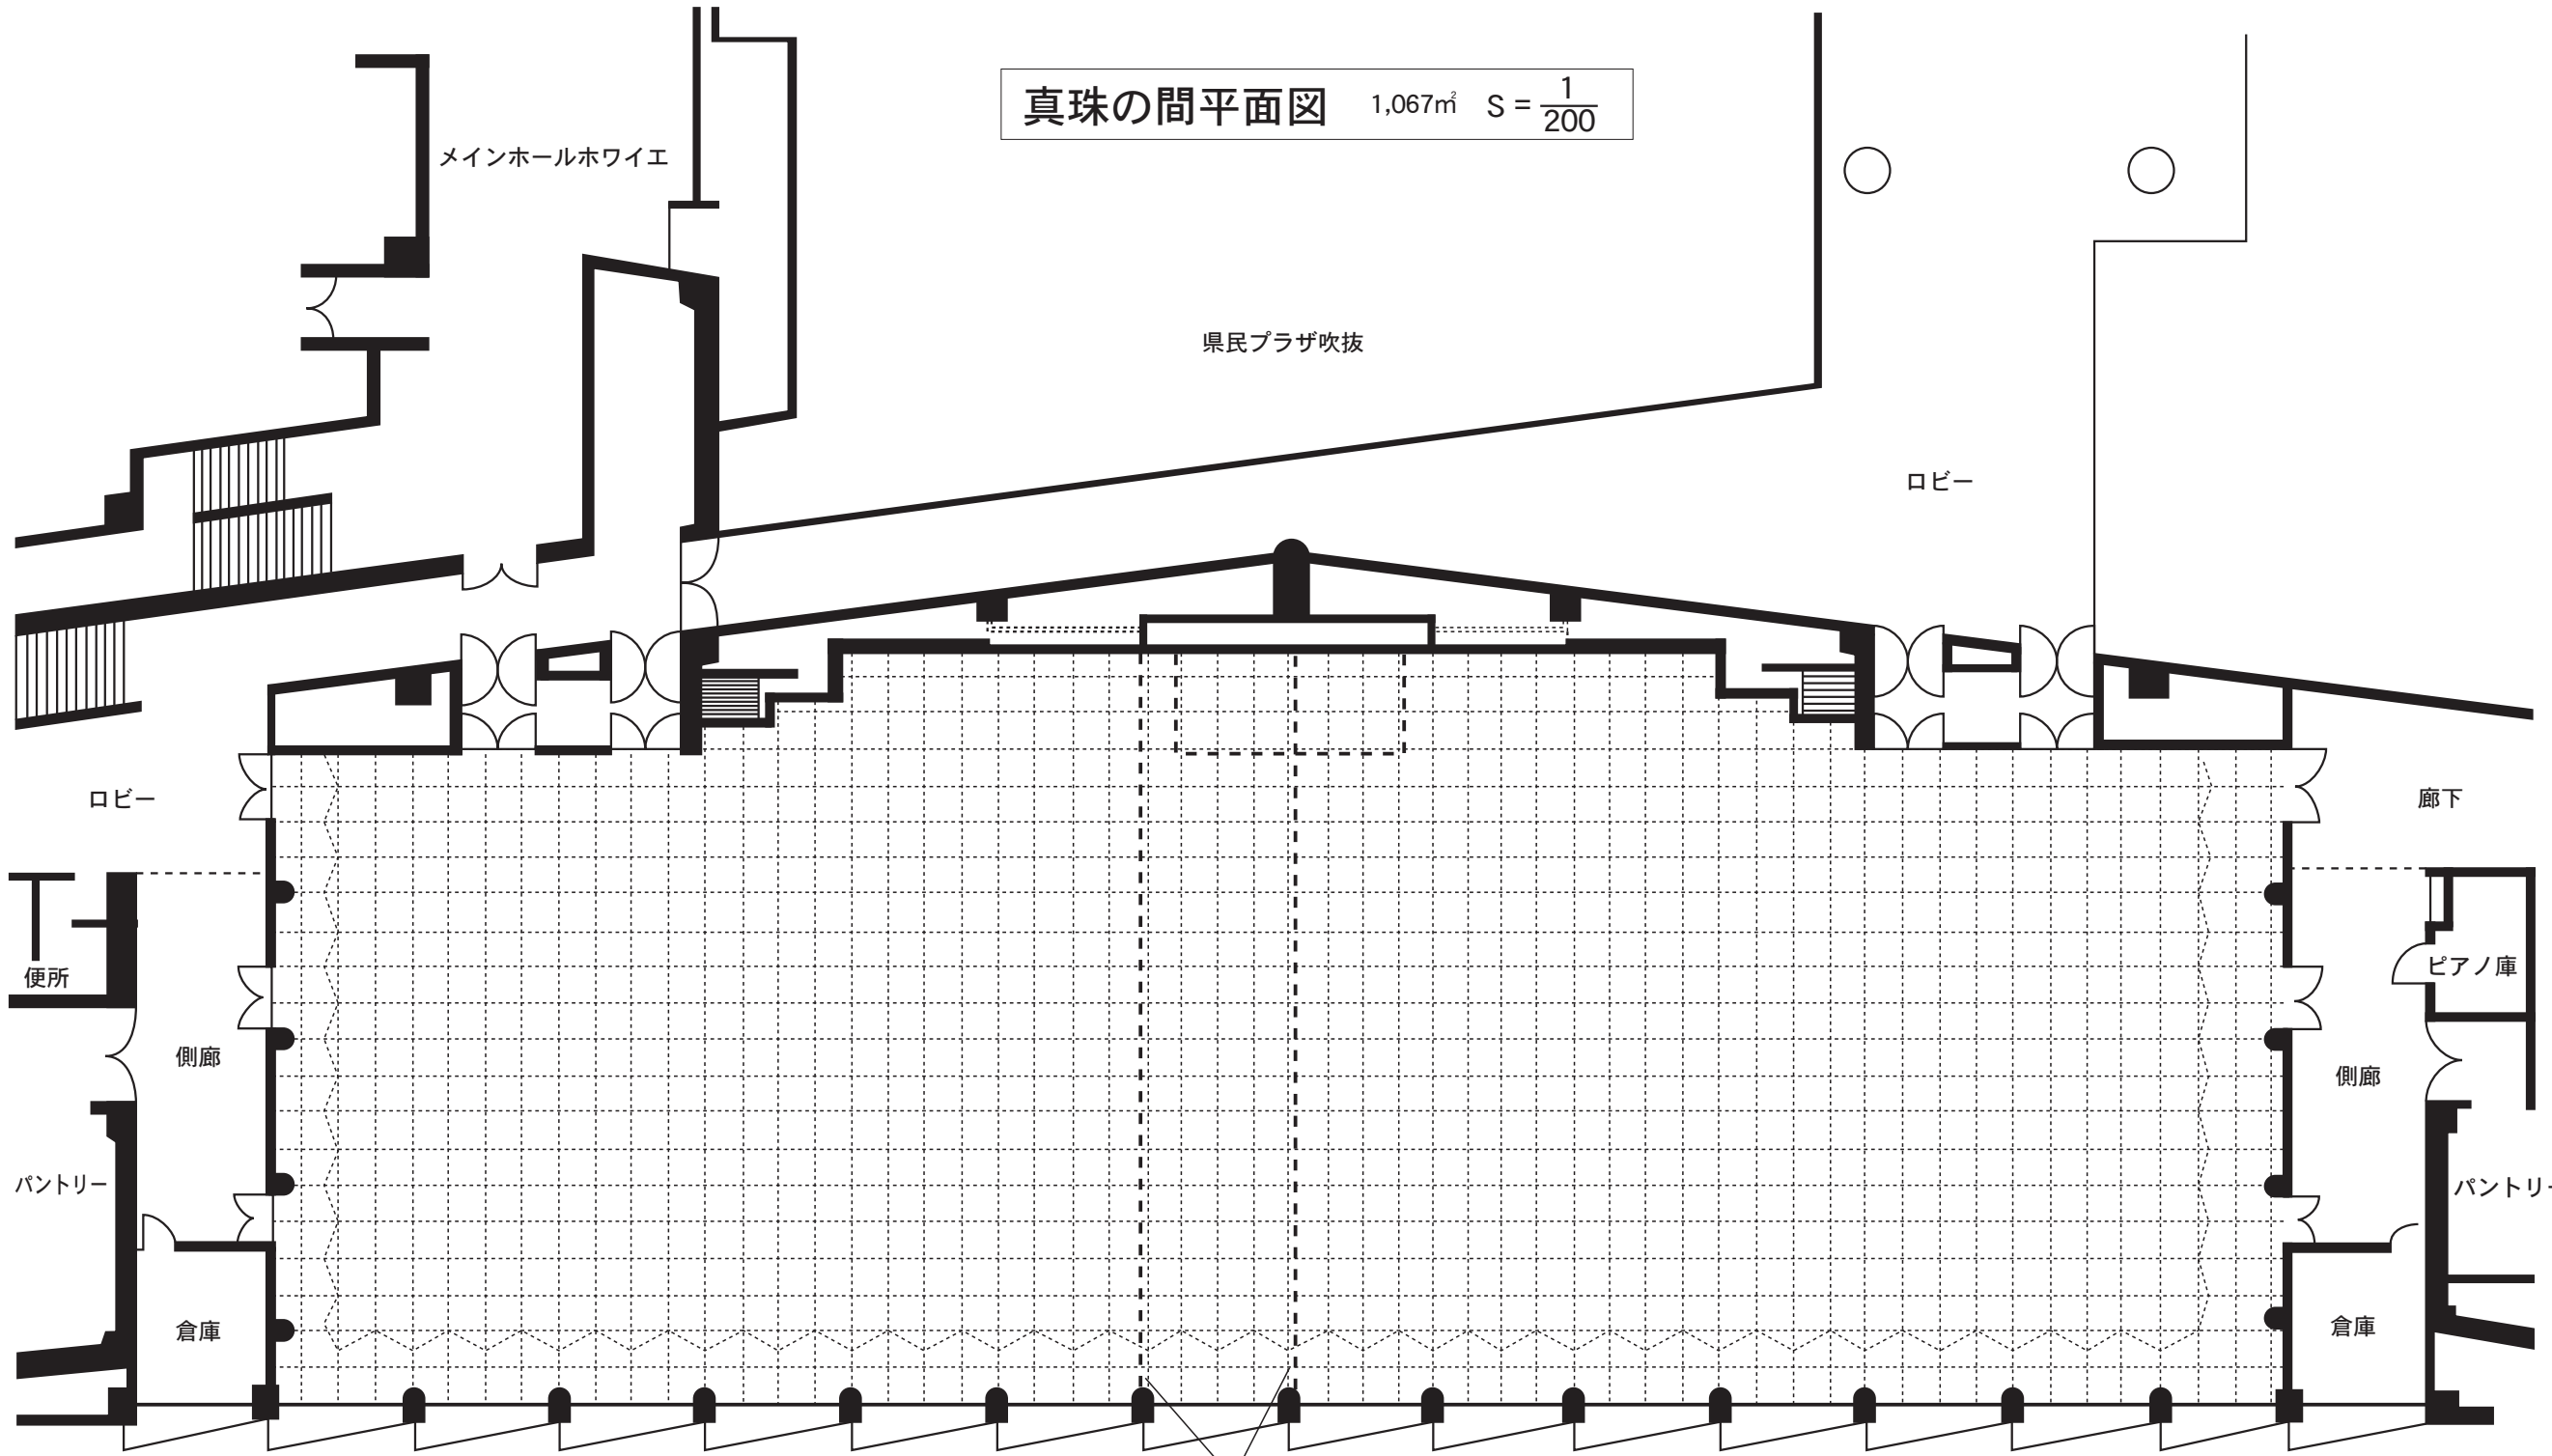 真珠の間平面図 1,067㎡ S = 1/200
メインホールホワイエ
県民プラザ吹抜
ロビー
ロビー
廊下
便所
ピアノ庫
側廊
側廊
パントリー
パントリー
倉庫
倉庫